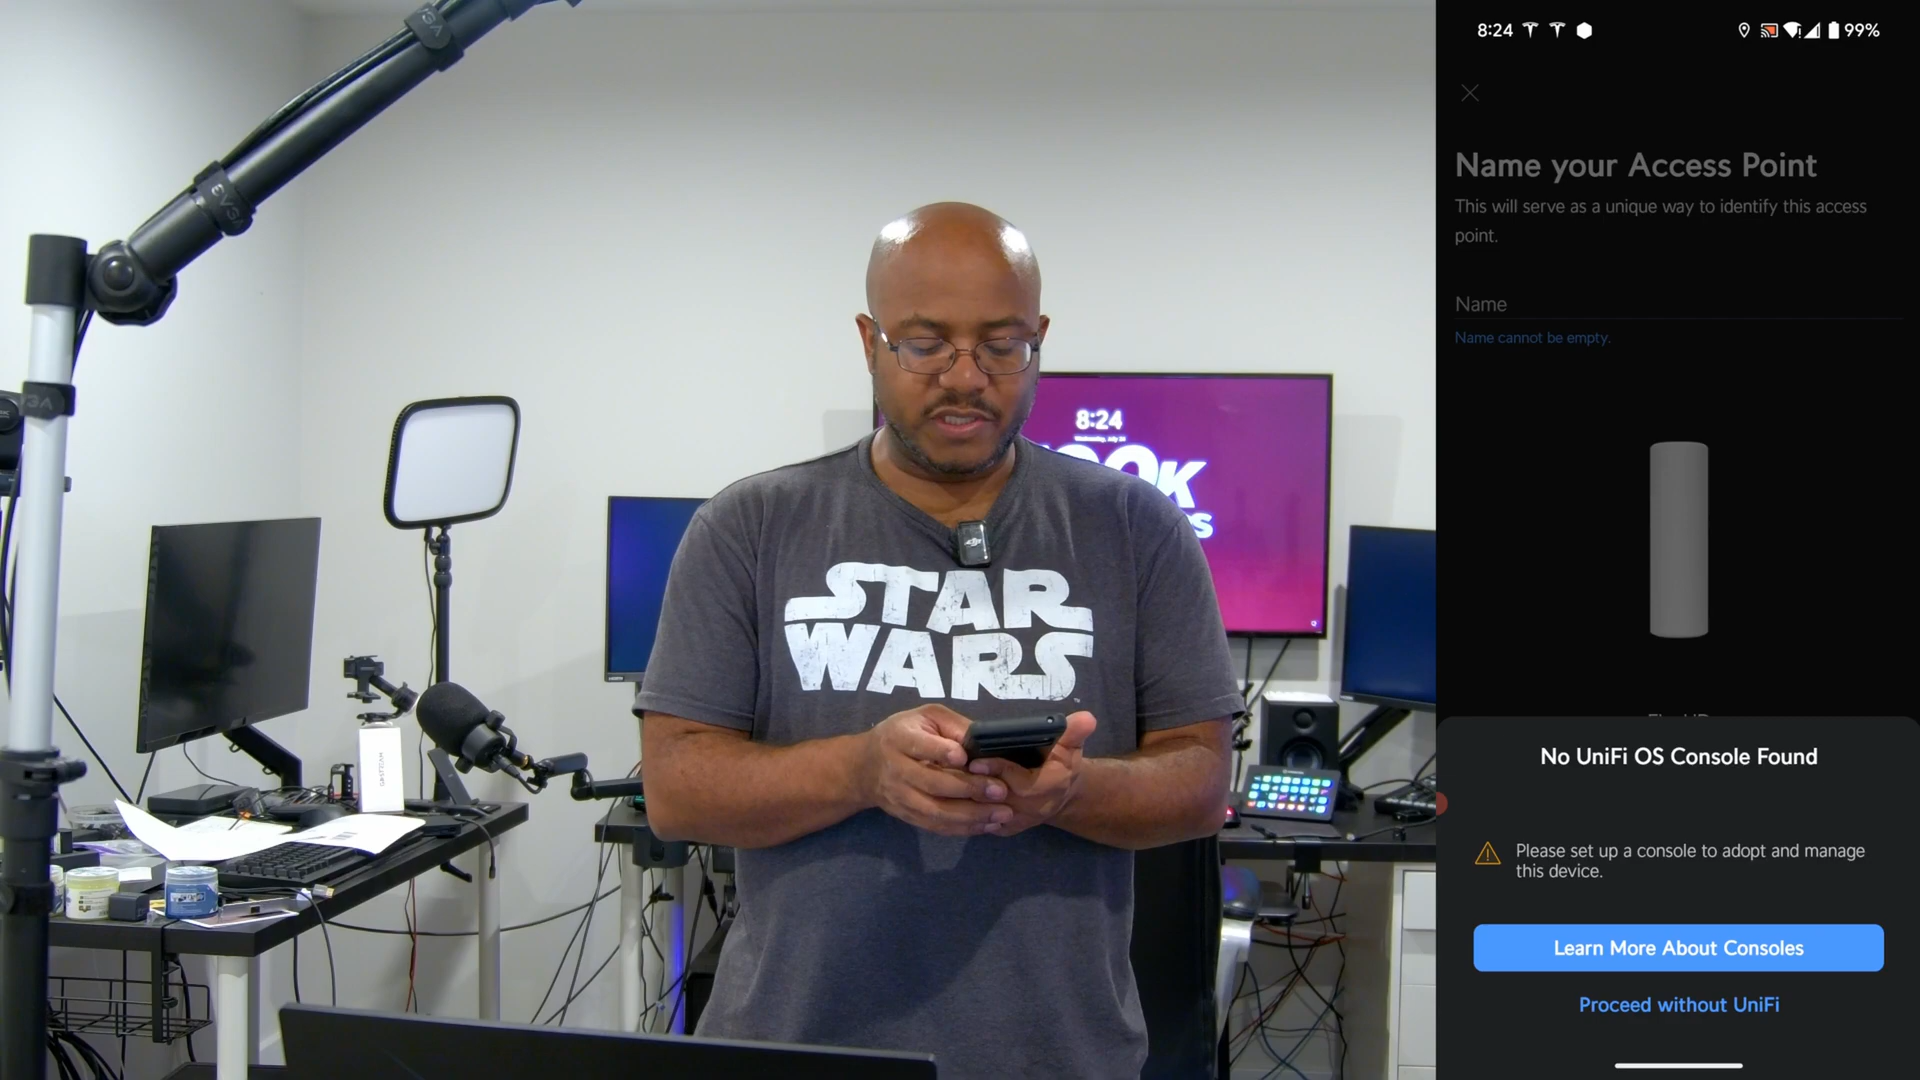 EVGA
EVGA
8:24
STAR
WARS
8:24
99%
Name your Access Point
This will serve as a unique way to identify this access
point.
Name
Name cannot be empty.
No UniFi OS Console Found
Please set up a console to adopt and manage
this device.
Learn More About Consoles
Proceed without UniFi